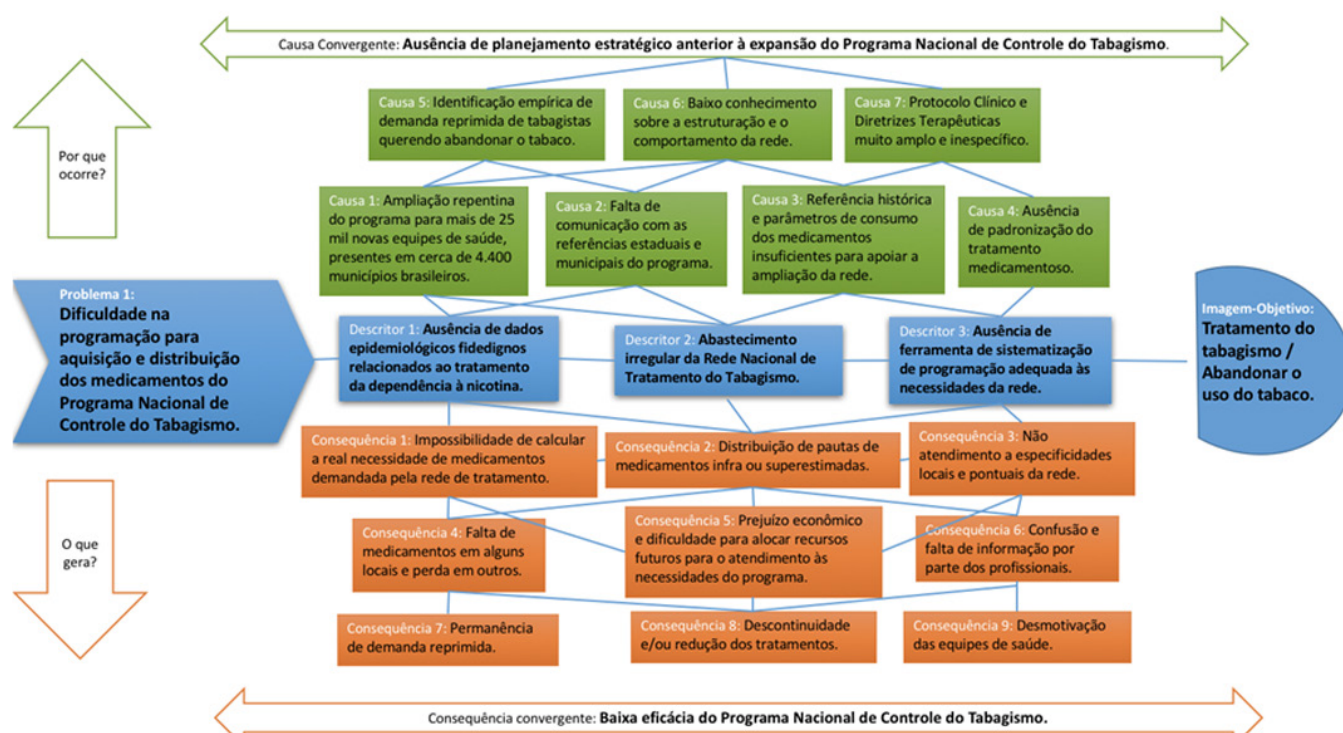 Causa Convergente: Ausência de planejamento estratégico anterior à expansão do Programa Nacional de Controle do Tabagismo.
Por que
ocorre?
Causa 5: Identificação empírica de
demanda reprimida de tabagistas
querendo abandonar o tabaco.
Causa 6: Baixo conhecimento
sobre a estruturação e o
comportamento da rede.
Causa 7: Protocolo Clínico e
Diretrizes Terapêuticas
muito amplo e inespecífico.
Causa 1: Ampliação repentina
do programa para mais de 25
mil novas equipes de saúde,
presentes em cerca de 4.400
municípios brasileiros.
Causa 2: Falta de
comunicação com as
referências estaduais e
municipais do programa.
Causa 3: Referência histórica
e parâmetros de consumo
dos medicamentos
insuficientes para apoiar a
ampliação da rede.
Causa 4: Ausência
de padronização do
tratamento
medicamentoso.
Problema 1:
Dificuldade na
programação para
aquisição e distribuição
dos medicamentos do
Programa Nacional de
Controle do Tabagismo.
Descritor 1: Ausência de dados
epidemiológicos fidedignos
relacionados ao tratamento
da dependência à nicotina.
Descritor 2: Abastecimento
irregular da Rede Nacional de
Tratamento do Tabagismo.
Descritor 3: Ausência de
ferramenta de sistematização
de programação adequada às
necessidades da rede.
Imagem-Objetivo:
Tratamento do
tabagismo /
Abandonar o
uso do tabaco.
Consequência 1: Impossibilidade de calcular
a real necessidade de medicamentos
demandada pela rede de tratamento.
Consequência 2: Distribuição de pautas de
medicamentos infra ou superestimadas.
Consequência 3: Não
atendimento a especificidades
locais e pontuais da rede.
O que
gera?
Consequência 4: Falta de
medicamentos em alguns
locais e perda em outros.
Consequência 5: Prejuízo econômico
e dificuldade para alocar recursos
futuros para o atendimento às
necessidades do programa.
Consequência 6: Confusão e
falta de informação por
parte dos profissionais.
Consequência 7: Permanência
de demanda reprimida.
Consequência 8: Descontinuidade
e/ou redução dos tratamentos.
Consequência 9: Desmotivação
das equipes de saúde.
Consequência convergente: Baixa eficácia do Programa Nacional de Controle do Tabagismo.